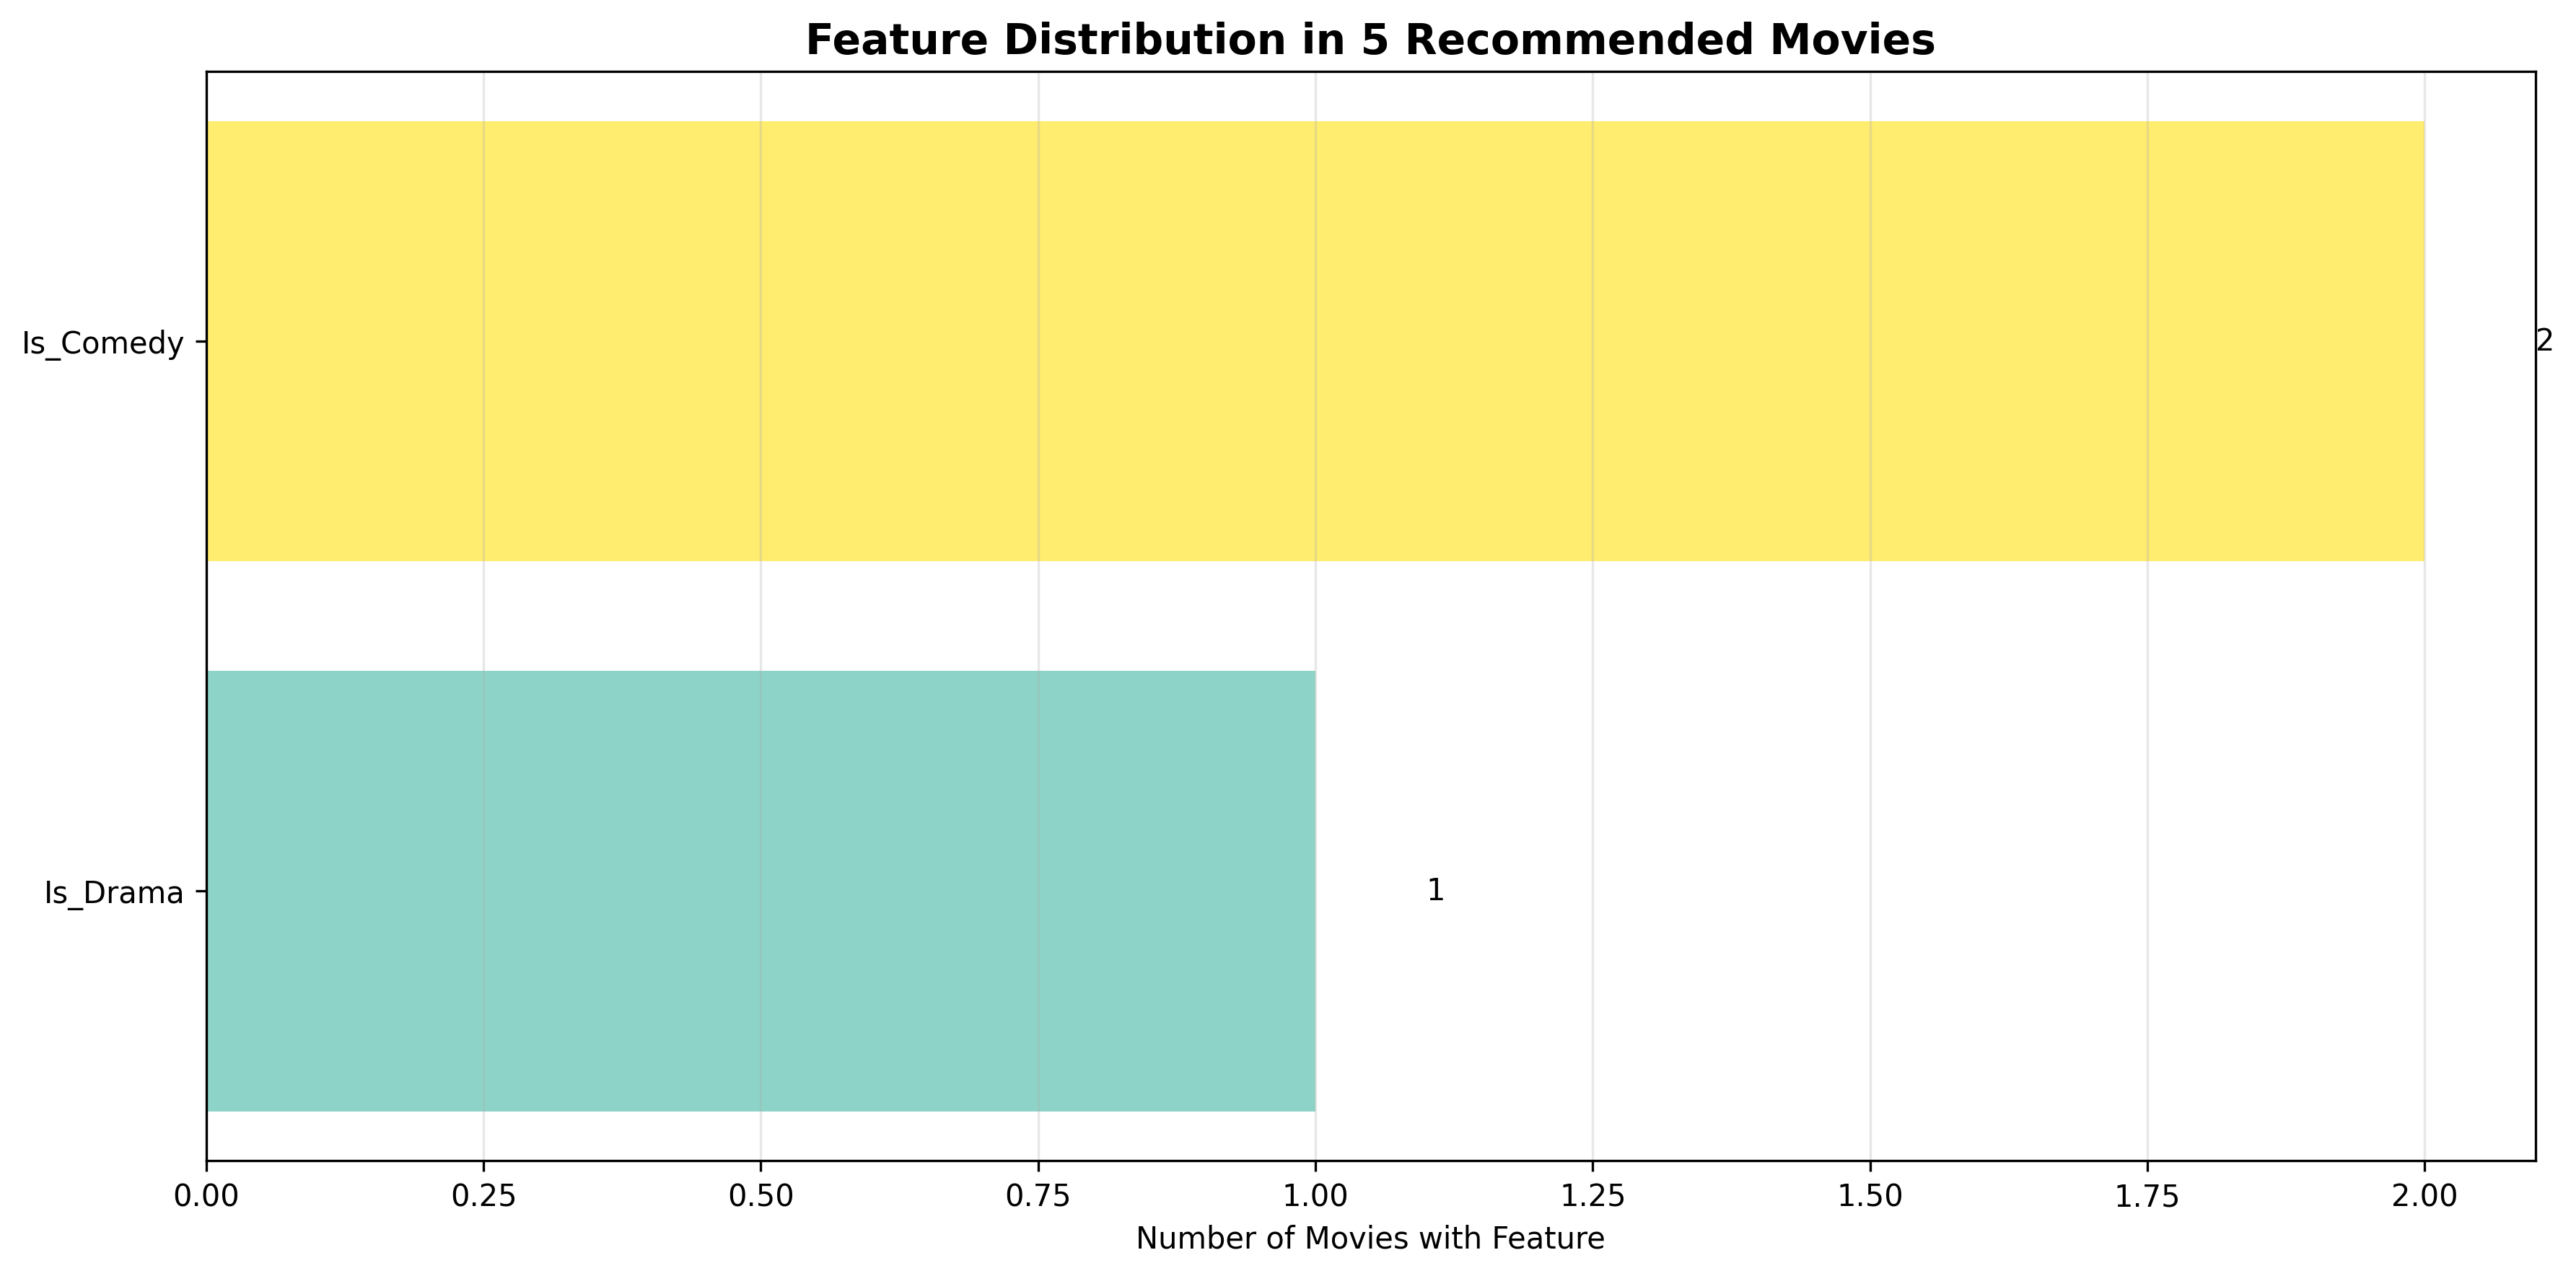 Feature Distribution in 5 Recommended Movies
Is_Comedy
2
Is_Drama
1
0.00 0.25 0.50 0.75 1.00 1.25 1.50 1.75 2.00
Number of Movies with Feature